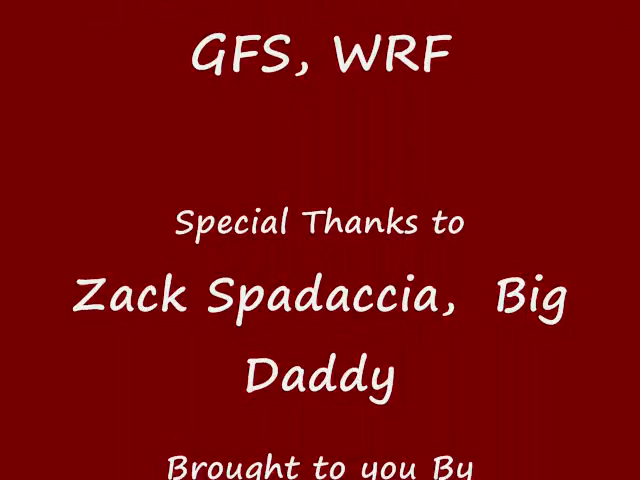 GFS, WRF
Special Thanks to
Zack Spadaccia,  Big
Daddy
Brought to you By